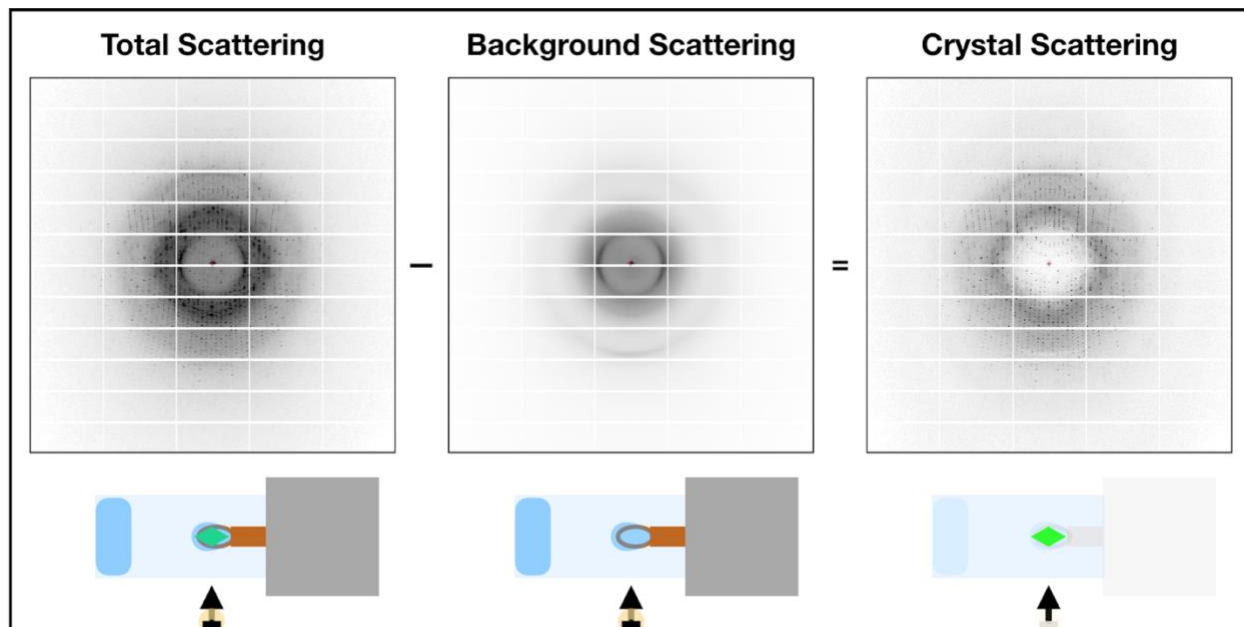 Total Scattering
Background Scattering
Crystal Scattering
–
=